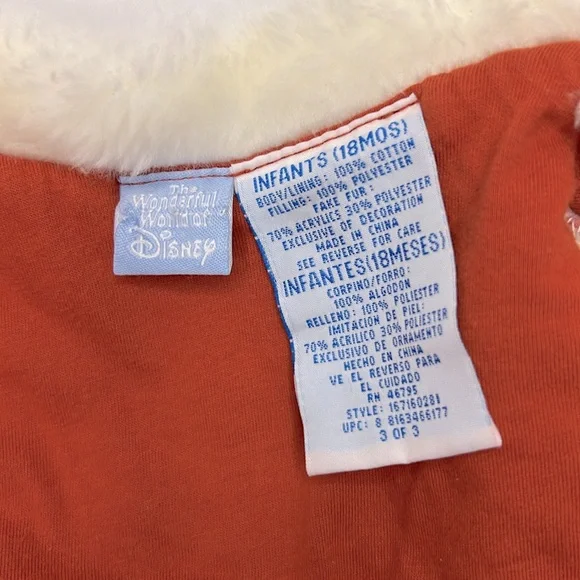 The
Wonderful
World of
Disney
INFANTS (18MOS)
BODY/LINING: 100% COTTON
FILLING: 100% POLYESTER
FAKE FUR:
70% ACRYLICS 30% POLYESTER
EXCLUSIVE OF DECORATION
MADE IN CHINA
SEE REVERSE FOR CARE
INFANTES(18MESES)
CORPINO/FORRO:
100% ALGODON
RELLENO: 100% POLIESTER
IMITACION DE PIEL:
70% ACRILICO 30% POLIESTER
EXCLUSIVO DE ORNAMENTO
HECHO EN CHINA
VE EL REVERSO PARA
EL CUIDADO
RN 46795
STYLE: 167160281
UPC: 8 8163466177
3 OF 3